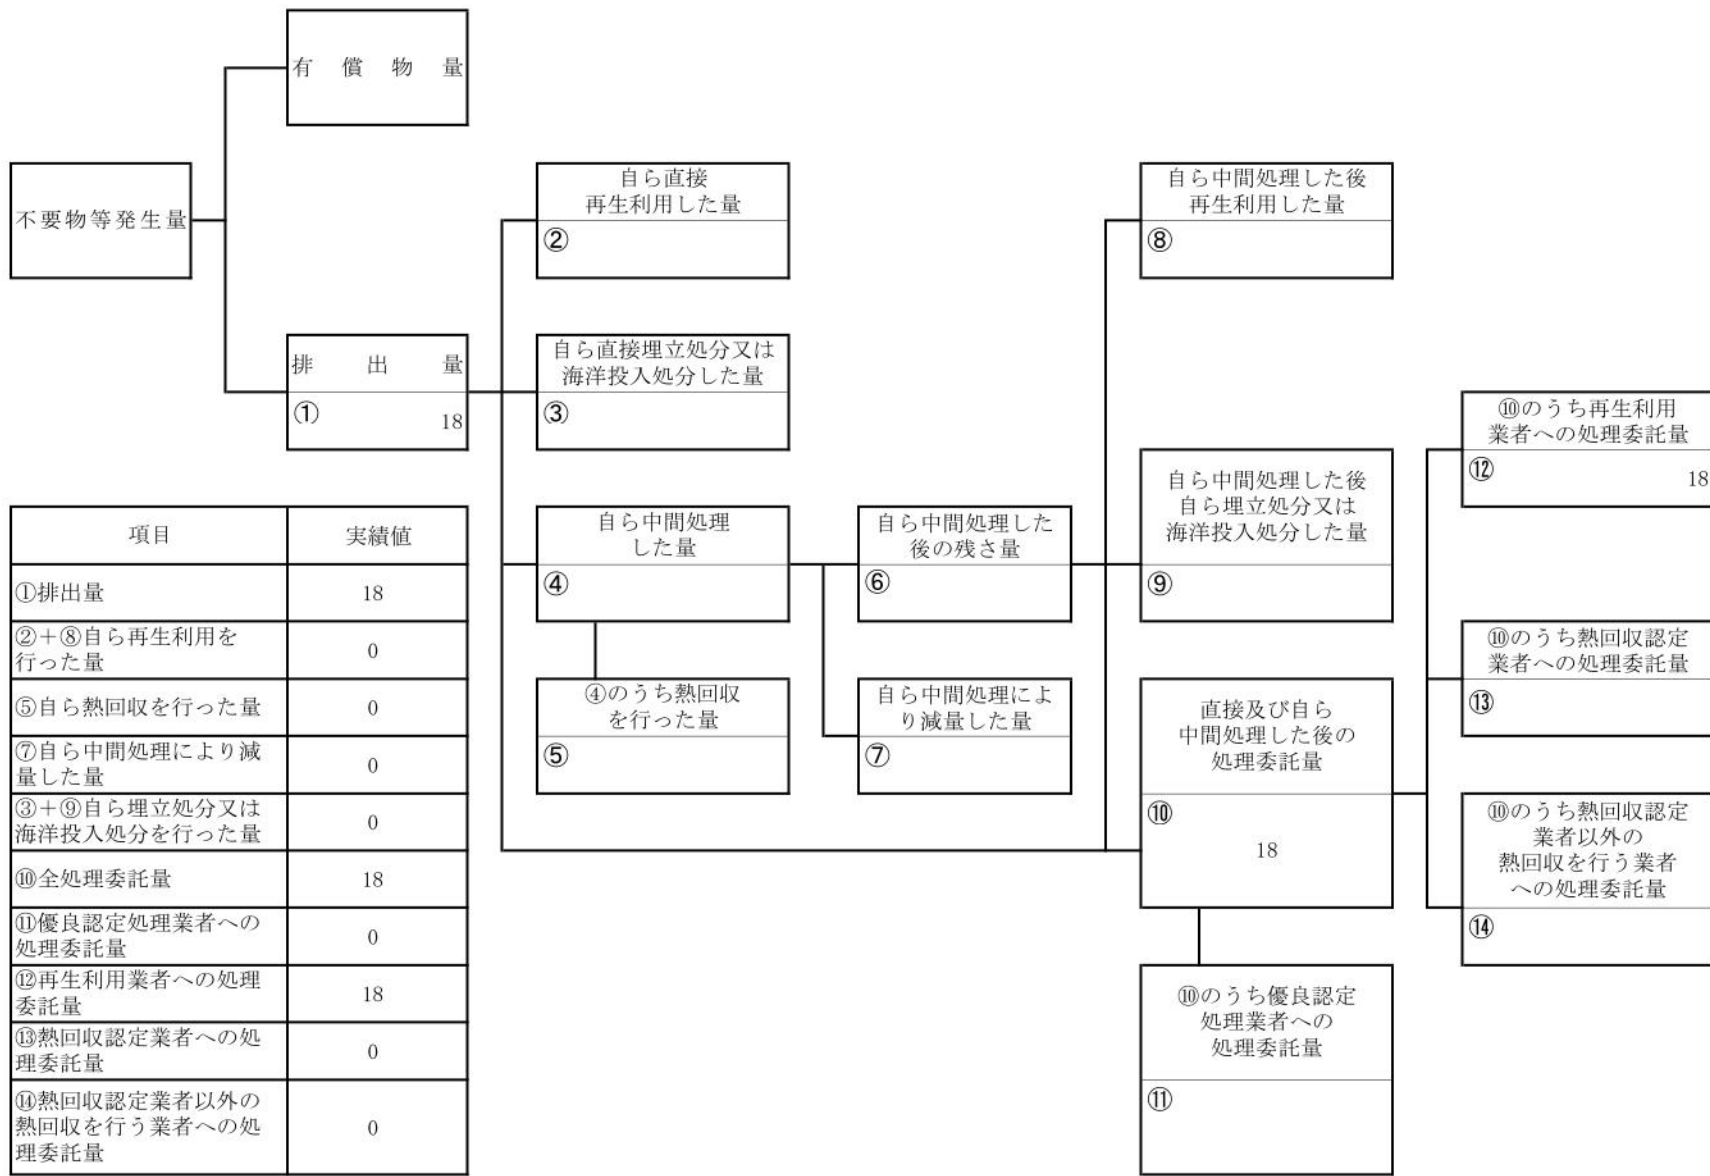 有償物量
不要物等発生量
自ら直接
再生利用した量
②
自ら中間処理した後
再生利用した量
⑧
排出量
①
18
自ら直接埋立処分又は
海洋投入処分した量
③
⑩のうち再生利用
業者への処理委託量
⑫
18
自ら中間処理した後
自ら埋立処分又は
海洋投入処分した量
⑨
自ら中間処理
した量
④
自ら中間処理した
後の残さ量
⑥
⑩のうち熱回収認定
業者への処理委託量
⑬
④のうち熱回収
を行った量
⑤
自ら中間処理によ
り減量した量
⑦
直接及び自ら
中間処理した後の
処理委託量
⑩
18
⑩のうち熱回収認定
業者以外の
熱回収を行う業者
への処理委託量
⑭
⑩のうち優良認定
処理業者への
処理委託量
⑪
項目 実績値
①排出量 18
②+⑧自ら再生利用を
行った量 0
⑤自ら熱回収を行った量 0
⑦自ら中間処理により減
量した量 0
③+⑨自ら埋立処分又は
海洋投入処分を行った量 0
⑩全処理委託量 18
⑪優良認定処理業者への
処理委託量 0
⑫再生利用業者への処理
委託量 18
⑬熱回収認定業者への処
理委託量 0
⑭熱回収認定業者以外の
熱回収を行う業者への処
理委託量 0